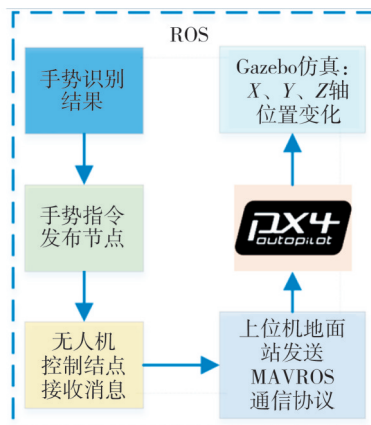 ROS
手势识别
结果
手势指令
发布节点
无人机
控制结点
接收消息
上位机地面
站发送
MAVROS
通信协议
px4
autopilot
Gazebo仿真：
X、Y、Z轴
位置变化